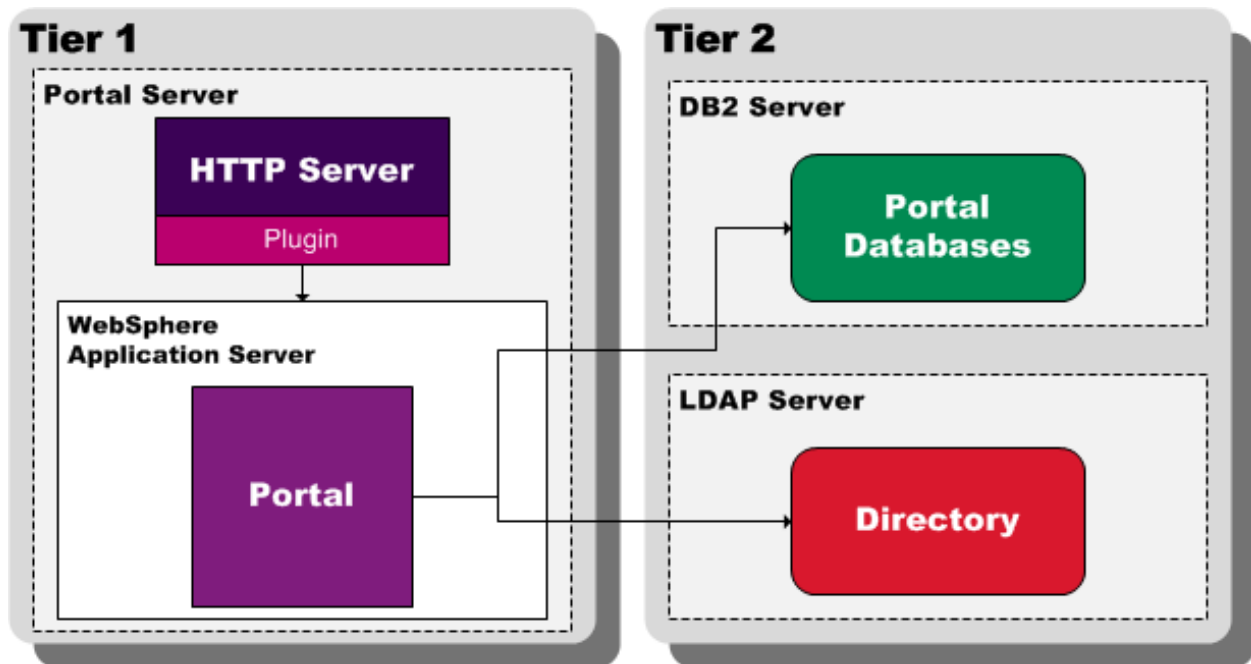 Tier 1
Portal Server
HTTP Server
Plugin
WebSphere
Application Server
Portal
Tier 2
DB2 Server
Portal
Databases
LDAP Server
Directory